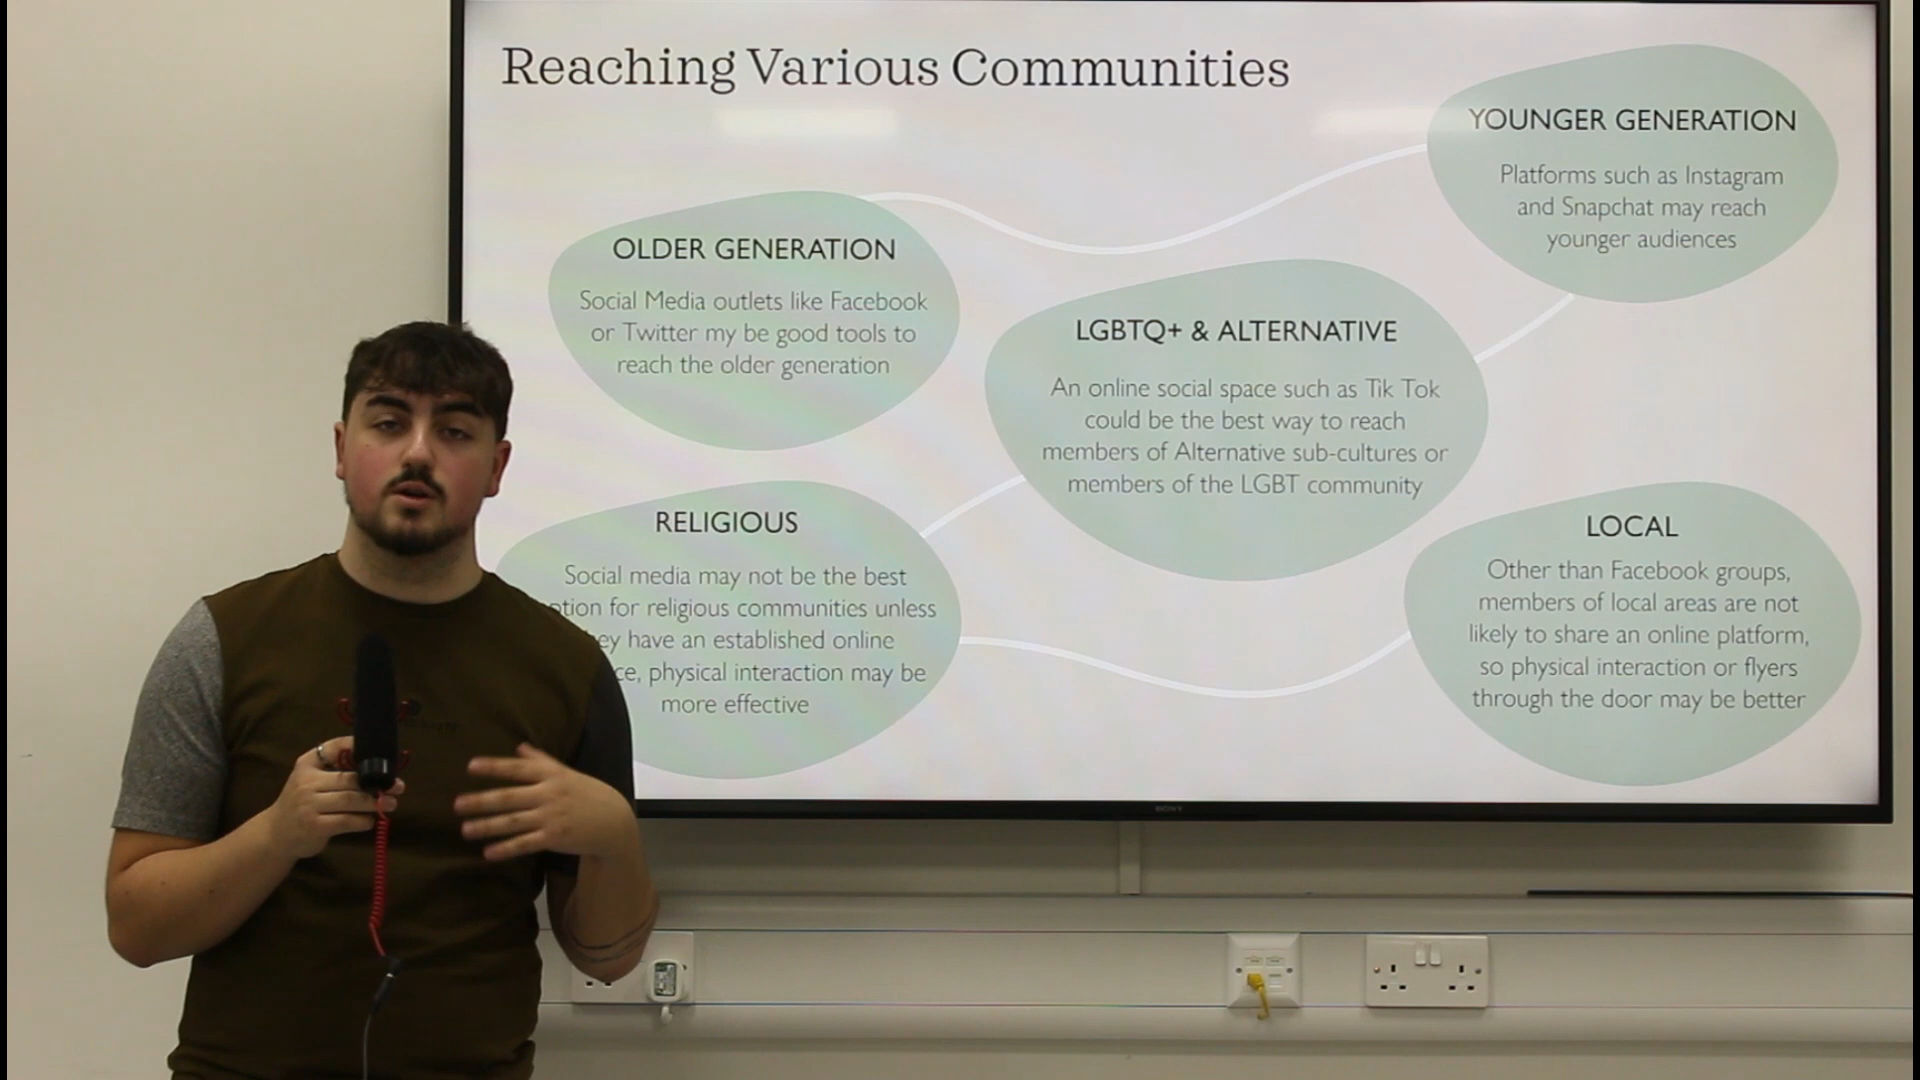 Reaching Various Communities
YOUNGER GENERATION
Platforms such as Instagram
and Snapchat may reach
younger audiences
OLDER GENERATION
Social Media outlets like Facebook
or Twitter my be good tools to
reach the older generation
LGBTQ+ & ALTERNATIVE
An online social space such as Tik Tok
could be the best way to reach
members of Alternative sub-cultures or
members of the LGBT community
RELIGIOUS
Social media may not be the best
for religious communities unless
have an established online
physical interaction may be
more effective
LOCAL
Other than Facebook groups,
members of local areas are not
likely to share an online platform,
so physical interaction or flyers
through the door may be better
SONY